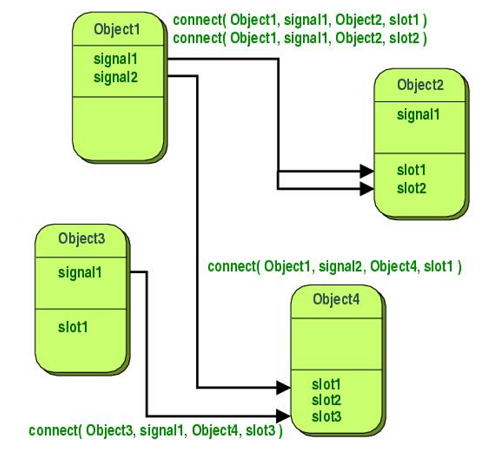 Object1
connect( Object1, signal1, Object2, slot1 )
connect( Object1, signal1, Object2, slot2 )
signal1
signal2
Object2
signal1
slot1
slot2
Object3
signal1
slot1
connect( Object1, signal2, Object4, slot1 )
Object4
slot1
slot2
slot3
connect( Object3, signal1, Object4, slot3 )